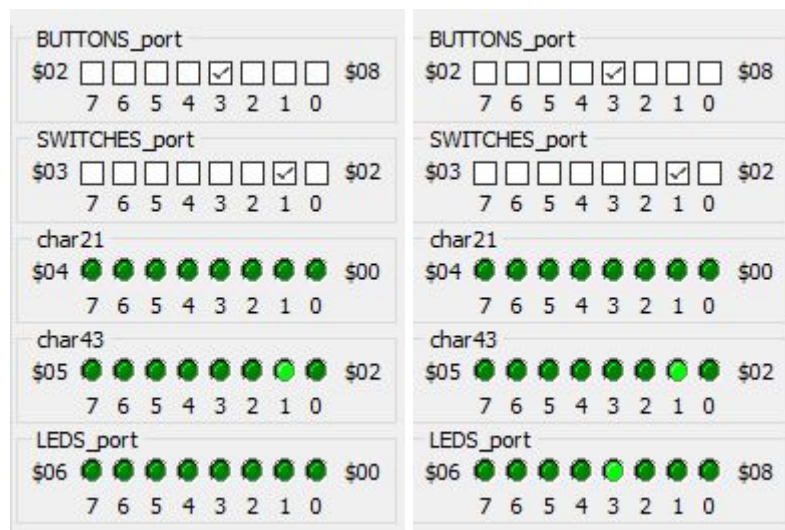 BUTTONS_port
$02 $08
7 6 5 4 3 2 1 0
SWITCHES_port
$03 $02
7 6 5 4 3 2 1 0
char21
$04 $00
7 6 5 4 3 2 1 0
char43
$05 $02
7 6 5 4 3 2 1 0
LEDS_port
$06 $00
7 6 5 4 3 2 1 0
BUTTONS_port
$02 $08
7 6 5 4 3 2 1 0
SWITCHES_port
$03 $02
7 6 5 4 3 2 1 0
char21
$04 $00
7 6 5 4 3 2 1 0
char43
$05 $02
7 6 5 4 3 2 1 0
LEDS_port
$06 $08
7 6 5 4 3 2 1 0